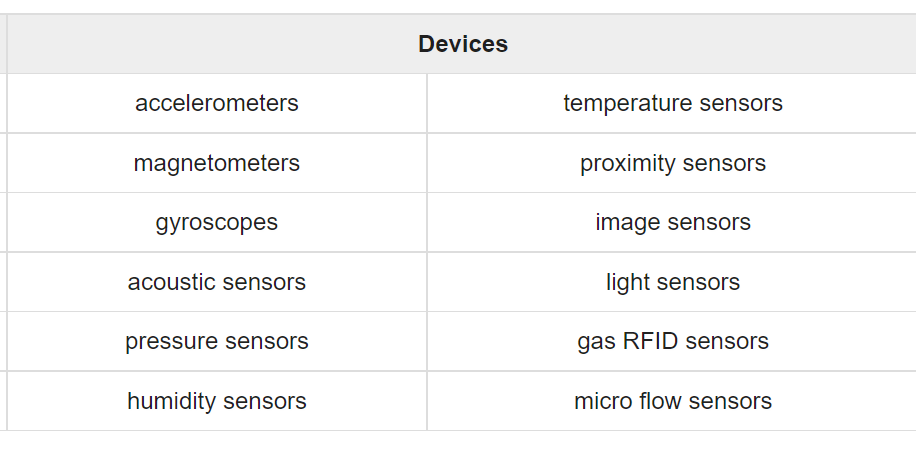 Devices
accelerometers temperature sensors
magnetometers proximity sensors
gyroscopes image sensors
acoustic sensors light sensors
pressure sensors gas RFID sensors
humidity sensors micro flow sensors